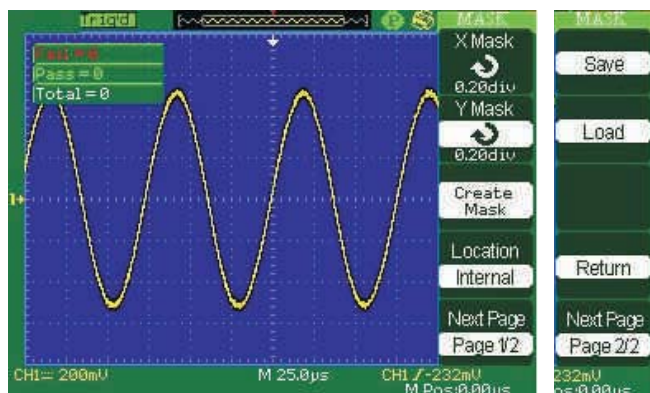 Trig'd
P
MASK
Fail=0
Pass=0
Total=0
1
X Mask
0.20div
Y Mask
0.20div
Create
Mask
Location
Internal
Next Page
Page 1/2
CH1 200mV
M 25.0µs
CH1 -232mV
M Pos:0.00µs
MASK
Save
Load
Return
Next Page
Page 2/2
232mV
os:0.00µs